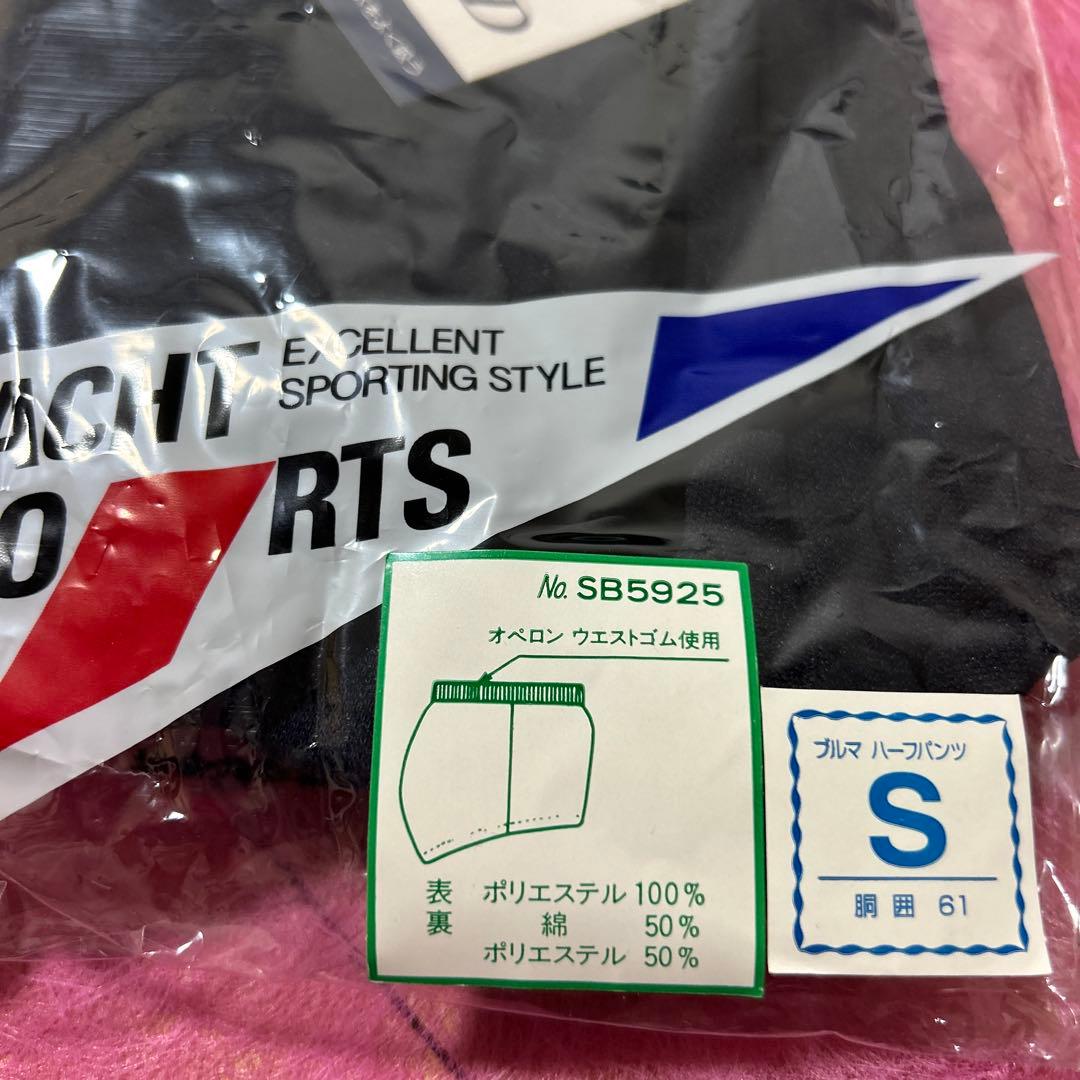 D
ACHT
EXCELLENT
SPORTING STYLE
O RTS
No. SB5925
オペロン ウエストゴム使用
表 ポリエステル 100%
裏 綿 50%
ポリエステル 50%
ブルマ ハーフパンツ
S
胴囲 61